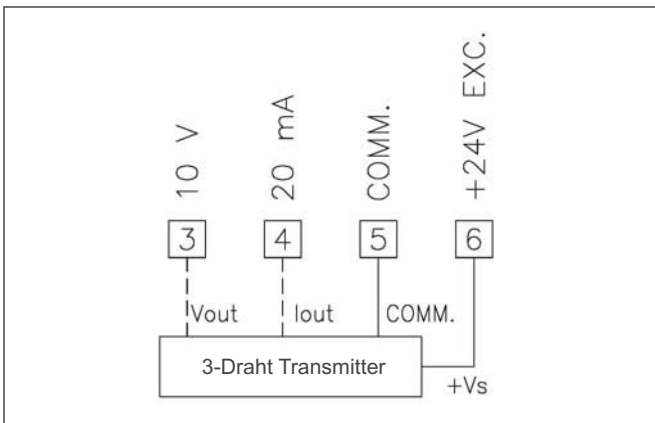 10 V
20 mA
COMM.
+24V EXC.
3
4
5
6
Vout
Iout
COMM.
3-Draht Transmitter
+Vs